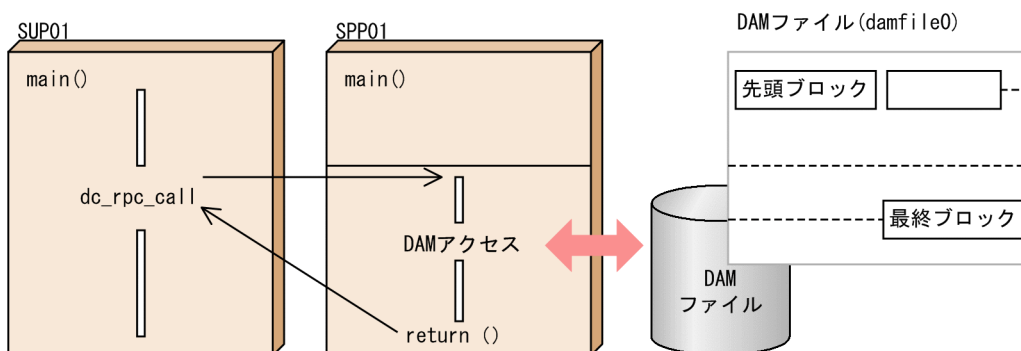 SUP01
main()
dc_rpc_call
SPP01
main()
DAMアクセス
return ()
DAMファイル(damfile0)
先頭ブロック
最終ブロック
DAM
ファイル